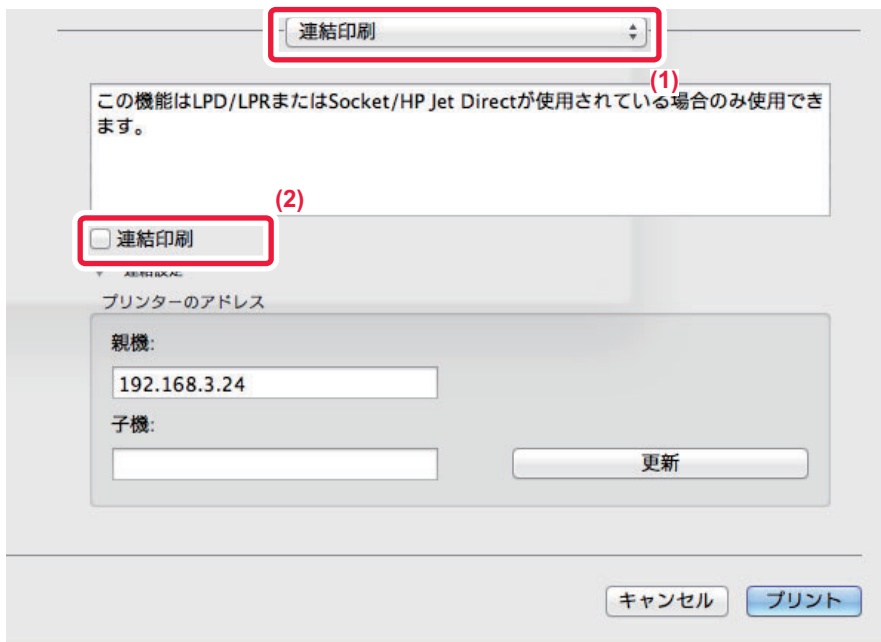 連結印刷
(1)
この機能はLPD/LPRまたはSocket/HP Jet Directが使用されている場合のみ使用でき
ます。
(2)
連結印刷
連結設定
プリンターのアドレス
親機:
192.168.3.24
子機:
更新
キャンセル
プリント